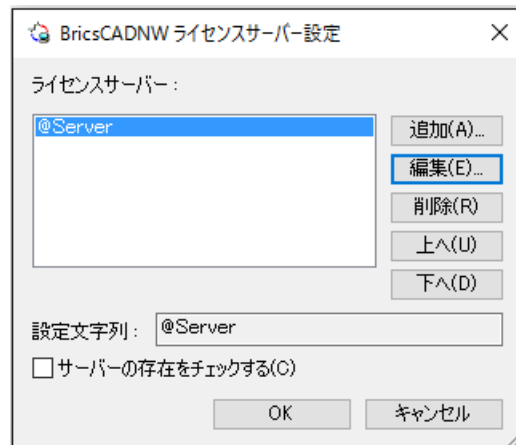 BricsCADNW ライセンスサーバー設定
ライセンスサーバー :
@Server
追加(A)...
編集(E)...
削除(R)
上へ(U)
下へ(D)
設定文字列 : @Server
サーバーの存在をチェックする(C)
OK キャンセル